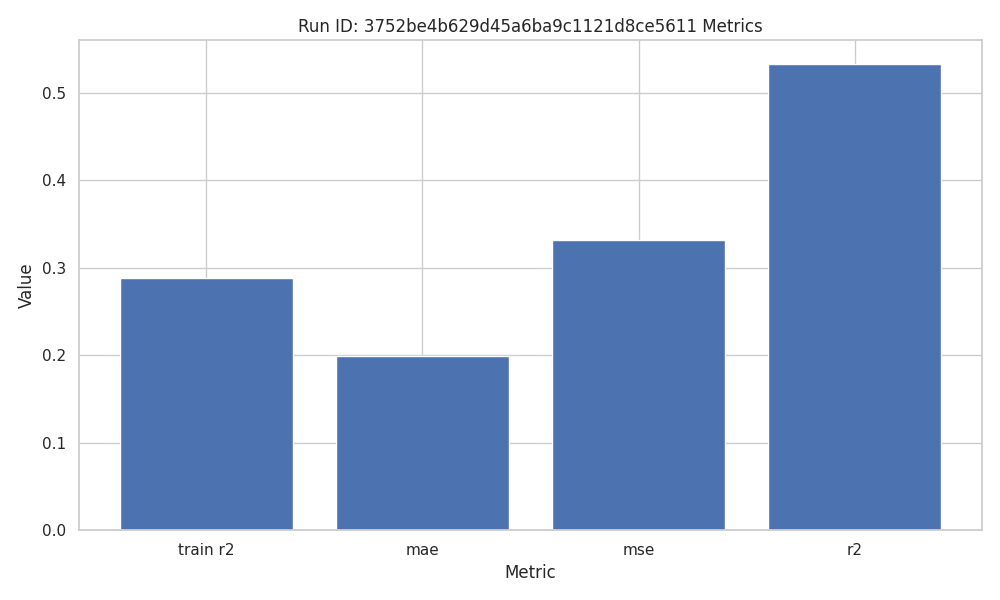 Run ID: 3752be4b629d45a6ba9c1121d8ce5611 Metrics
Value
0.5
0.4
0.3
0.2
0.1
0.0
train r2
mae
mse
r2
Metric